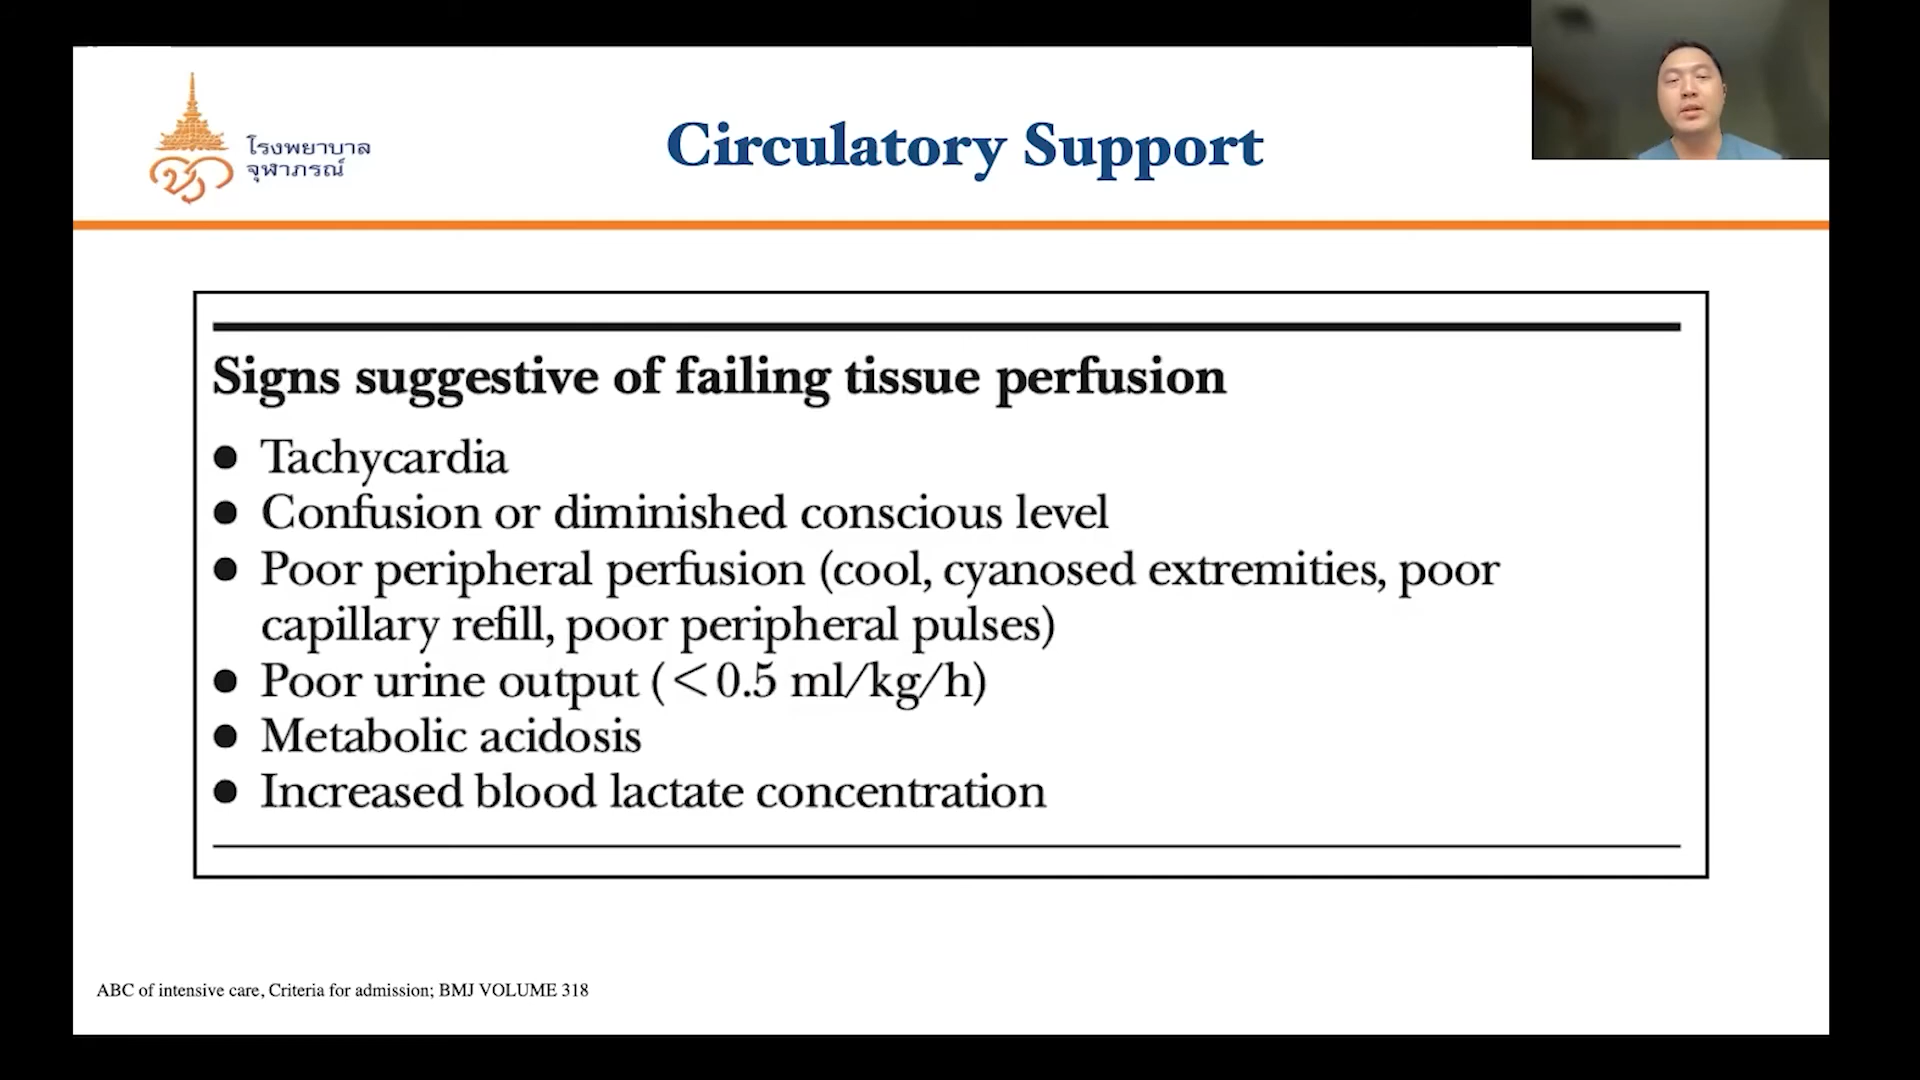 โรงพยาบาล
จุฬาภรณ์
Circulatory Support
Signs suggestive of failing tissue perfusion
● Tachycardia
● Confusion or diminished conscious level
● Poor peripheral perfusion (cool, cyanosed extremities, poor
capillary refill, poor peripheral pulses)
● Poor urine output (<0.5 ml/kg/h)
● Metabolic acidosis
● Increased blood lactate concentration
ABC of intensive care, Criteria for admission; BMJ VOLUME 318